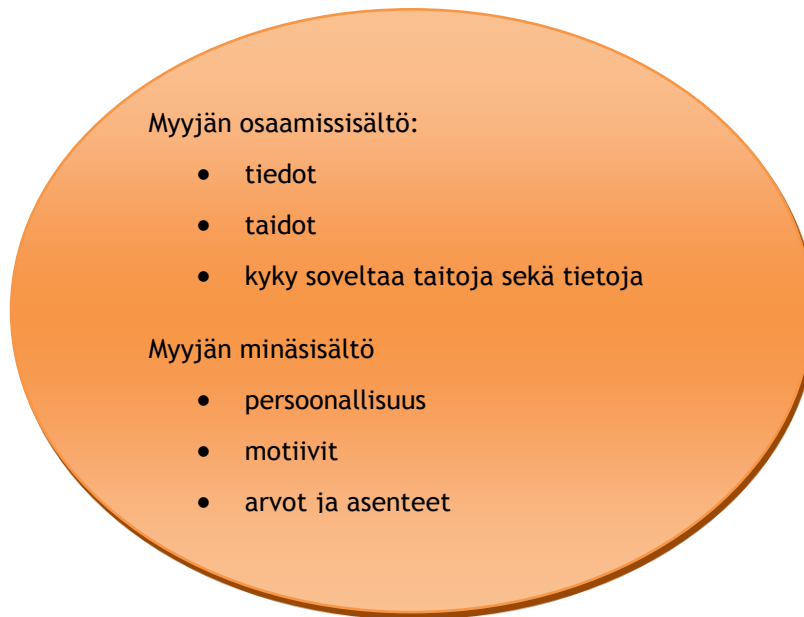 Myyjän osaamissisältö:
• tiedot
• taidot
• kyky soveltaa taitoja sekä tietoja
Myyjän minäsisältö
• persoonallisuus
• motiivit
• arvot ja asenteet